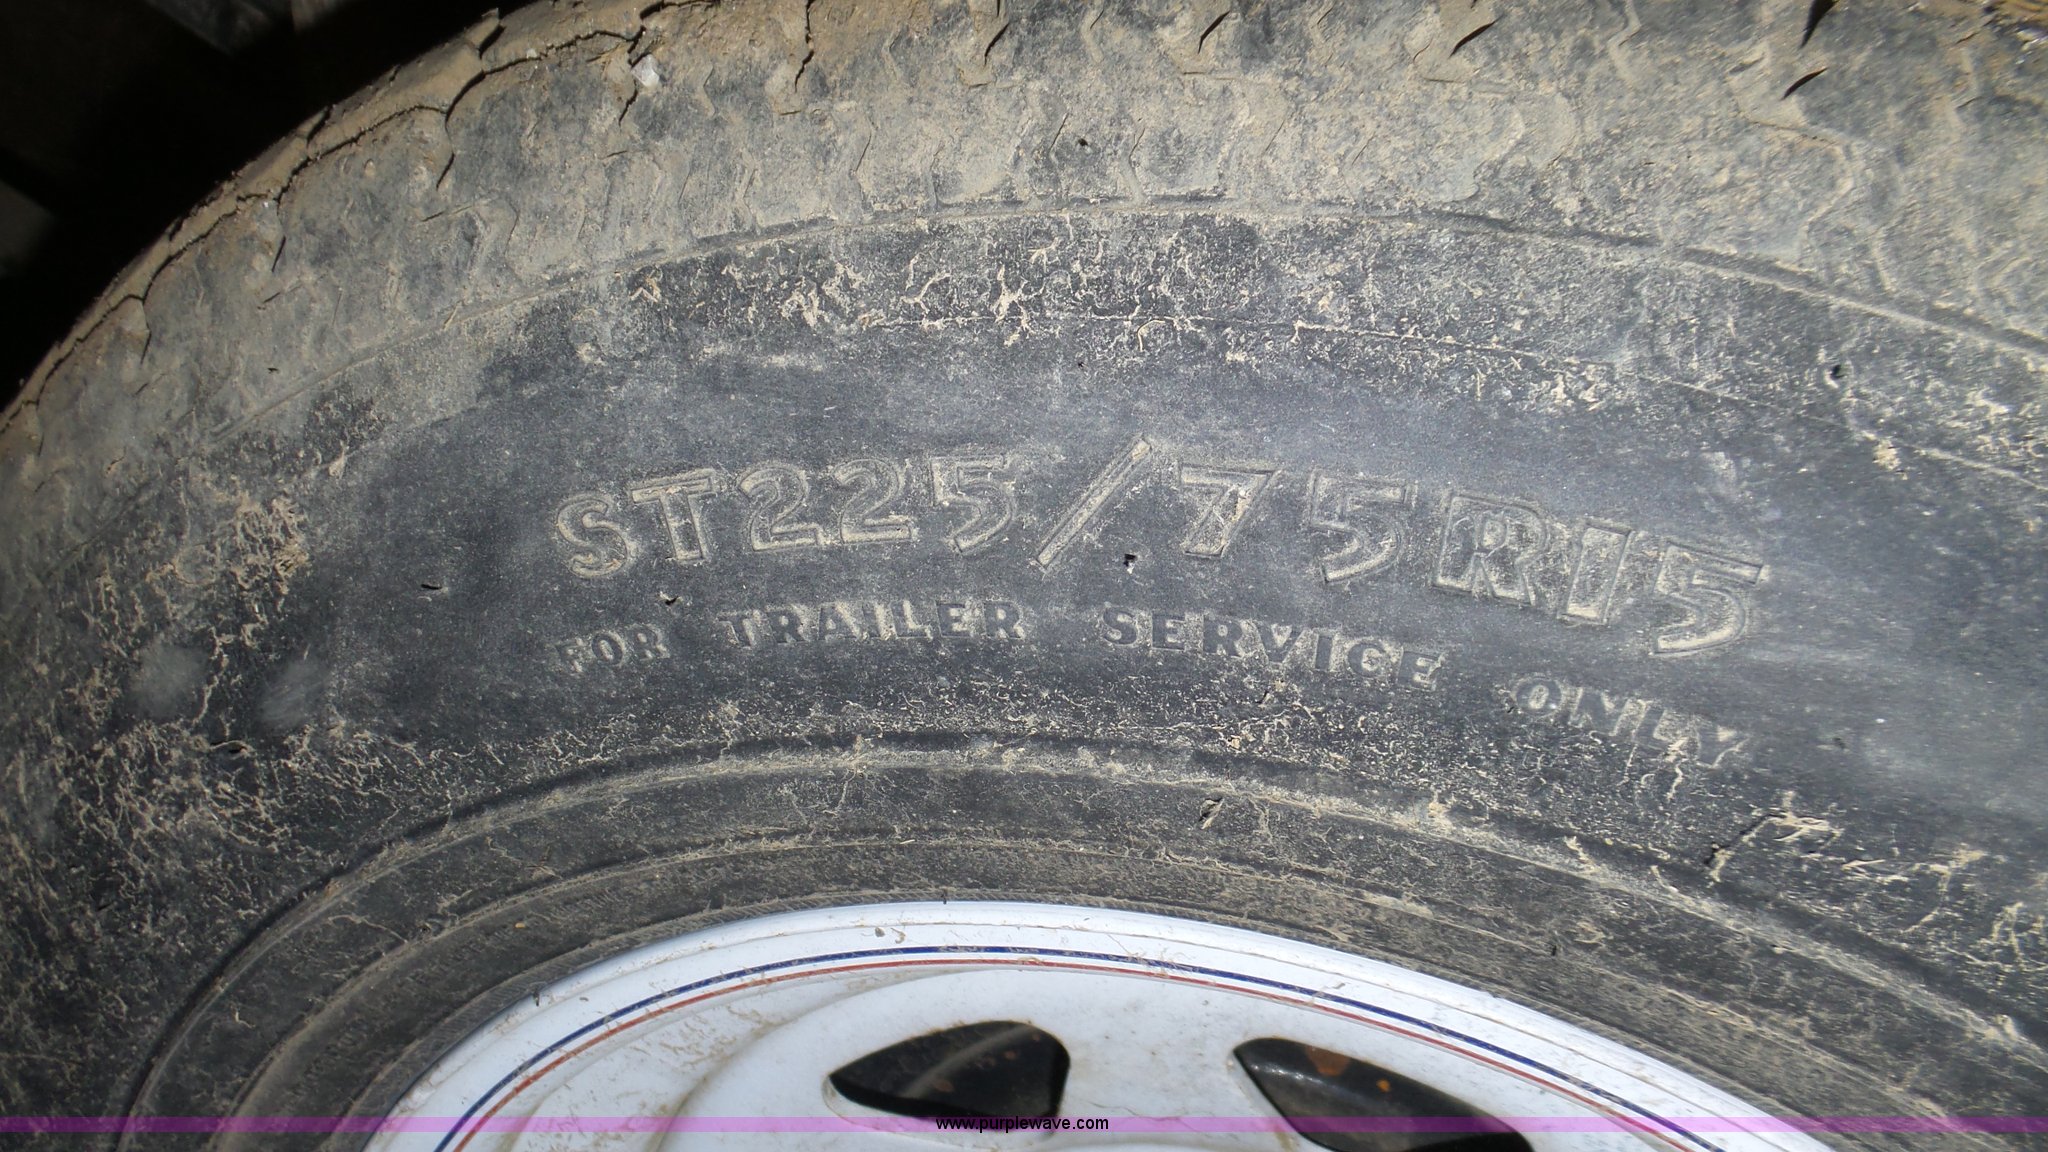 ST225/75R15
FOR TRAILER SERVICE ONLY
www.purplewave.com